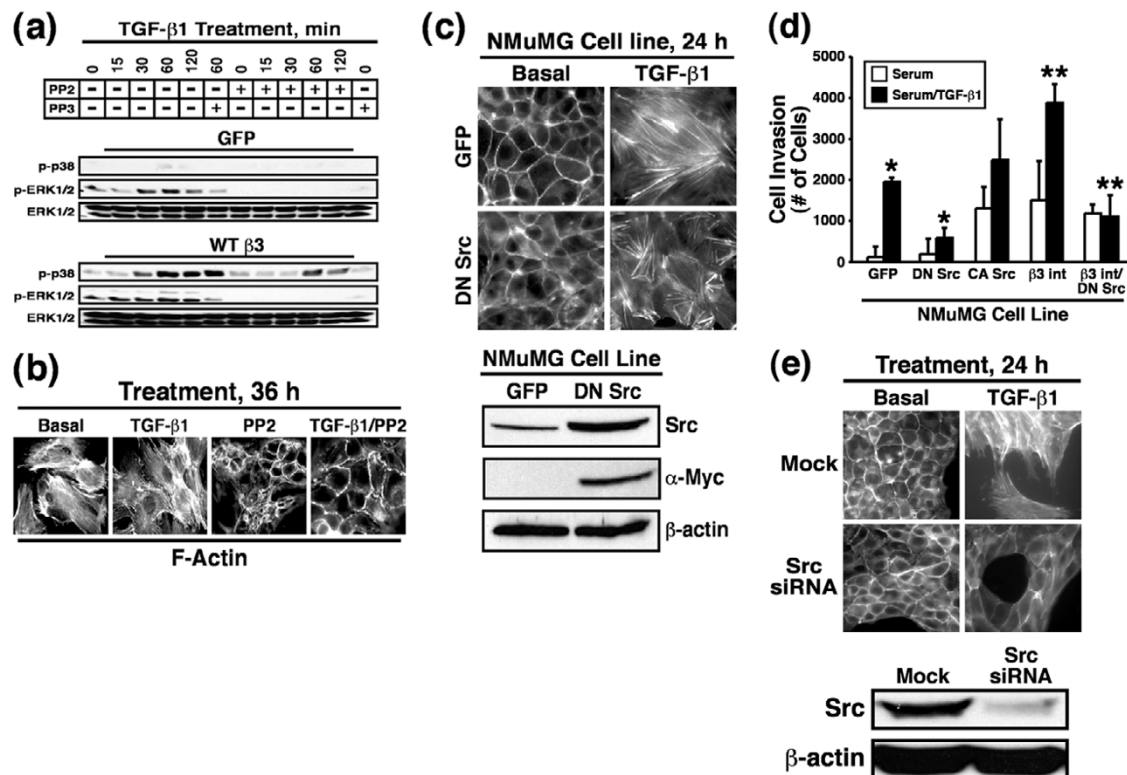 (a)
TGF-β1 Treatment, min
0 15 30 60 120 60 0 15 30 60 120 0
PP2 - - - - - - + + + + + -
PP3 - - - - - + - - - - - +
GFP
p-p38
p-ERK1/2
ERK1/2
WT β3
p-p38
p-ERK1/2
ERK1/2
(b)
Treatment, 36 h
Basal TGF-β1 PP2 TGF-β1/PP2
F-Actin
(c)
NMuMG Cell line, 24 h
Basal TGF-β1
GFP
DN Src
NMuMG Cell Line
GFP DN Src
Src
α-Myc
β-actin
(d)
Cell Invasion
(# of Cells)
5000
4000
3000
2000
1000
0
Serum
Serum/TGF-β1
* * ** **
GFP DN Src CA Src β3 int β3 int/
DN Src
NMuMG Cell Line
(e)
Treatment, 24 h
Basal TGF-β1
Mock
Src
siRNA
Mock Src
siRNA
Src
β-actin